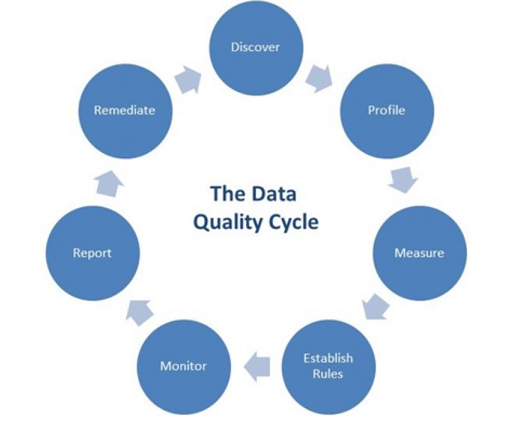 Discover
Profile
Measure
Establish
Rules
Monitor
Report
Remediate
The Data
Quality Cycle